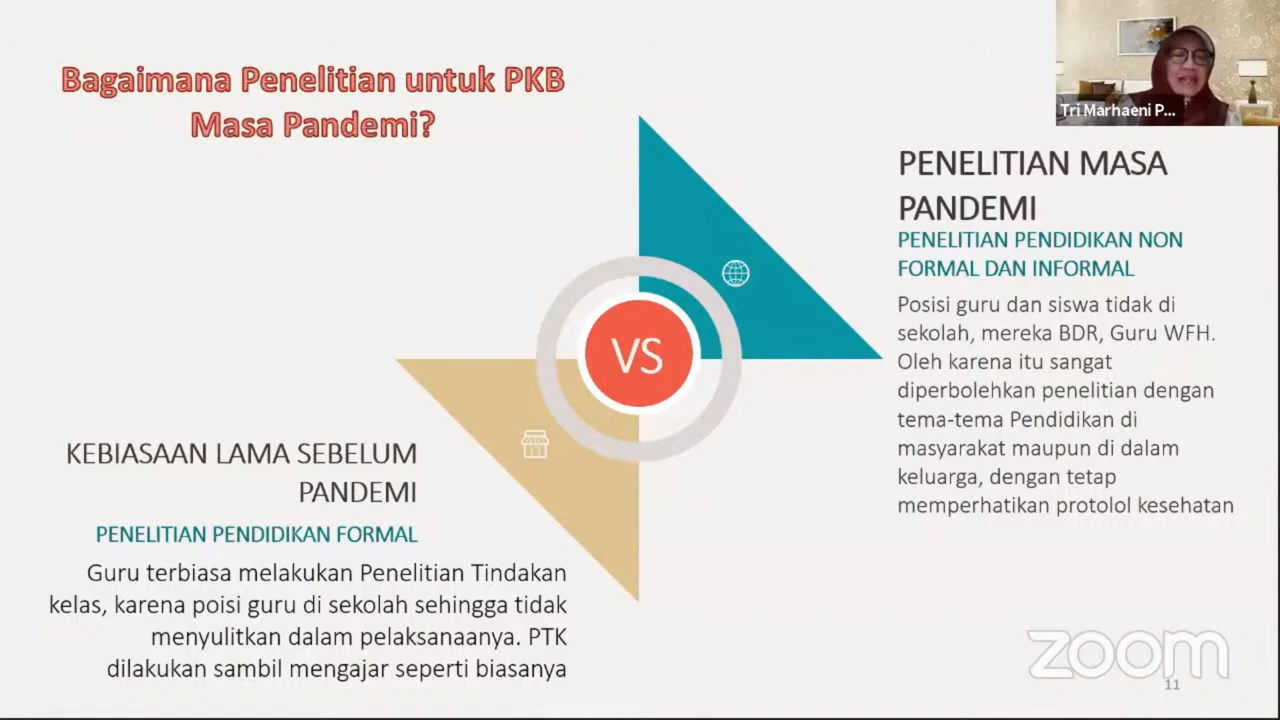 Bagaimana Penelitian untuk PKB
Masa Pandemi?
Tri Marhaeni P...
PENELITIAN MASA
PANDEMI
PENELITIAN PENDIDIKAN NON
FORMAL DAN INFORMAL
Posisi guru dan siswa tidak di
sekolah, mereka BDR, Guru WFH.
Oleh karena itu sangat
diperbolehkan penelitian dengan
tema-tema Pendidikan di
masyarakat maupun di dalam
keluarga, dengan tetap
memperhatikan protolol kesehatan
VS
KEBIASAAN LAMA SEBELUM
PANDEMI
PENELITIAN PENDIDIKAN FORMAL
Guru terbiasa melakukan Penelitian Tindakan
kelas, karena poisi guru di sekolah sehingga tidak
menyulitkan dalam pelaksanaanya. PTK
dilakukan sambil mengajar seperti biasanya
zoom
11